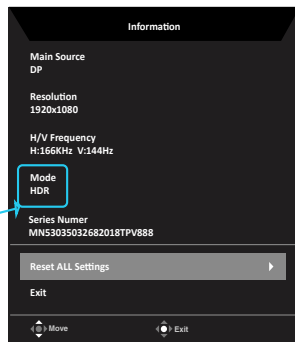 Information
Main Source
DP
Resolution
1920x1080
H/V Frequency
H:166KHz V:144Hz
Mode
HDR
Series Numer
MN53035032682018TPV888
Reset ALL Settings
Exit
Move Exit